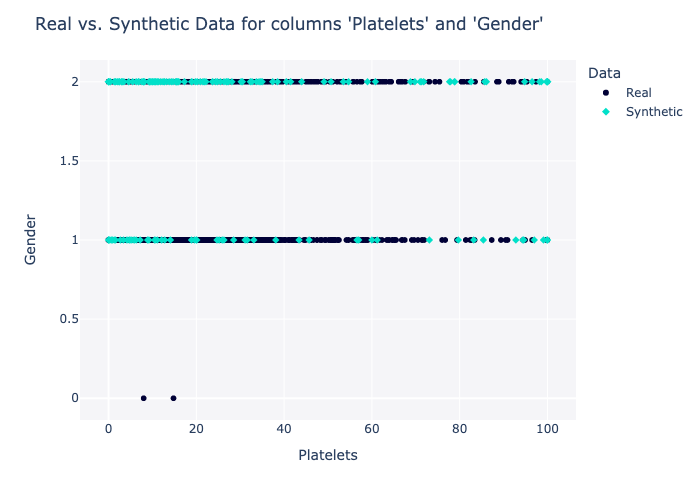 Real vs. Synthetic Data for columns 'Platelets' and 'Gender'
Data
Real
Synthetic
2
1.5
1
0.5
0
Gender
0 20 40 60 80 100
Platelets